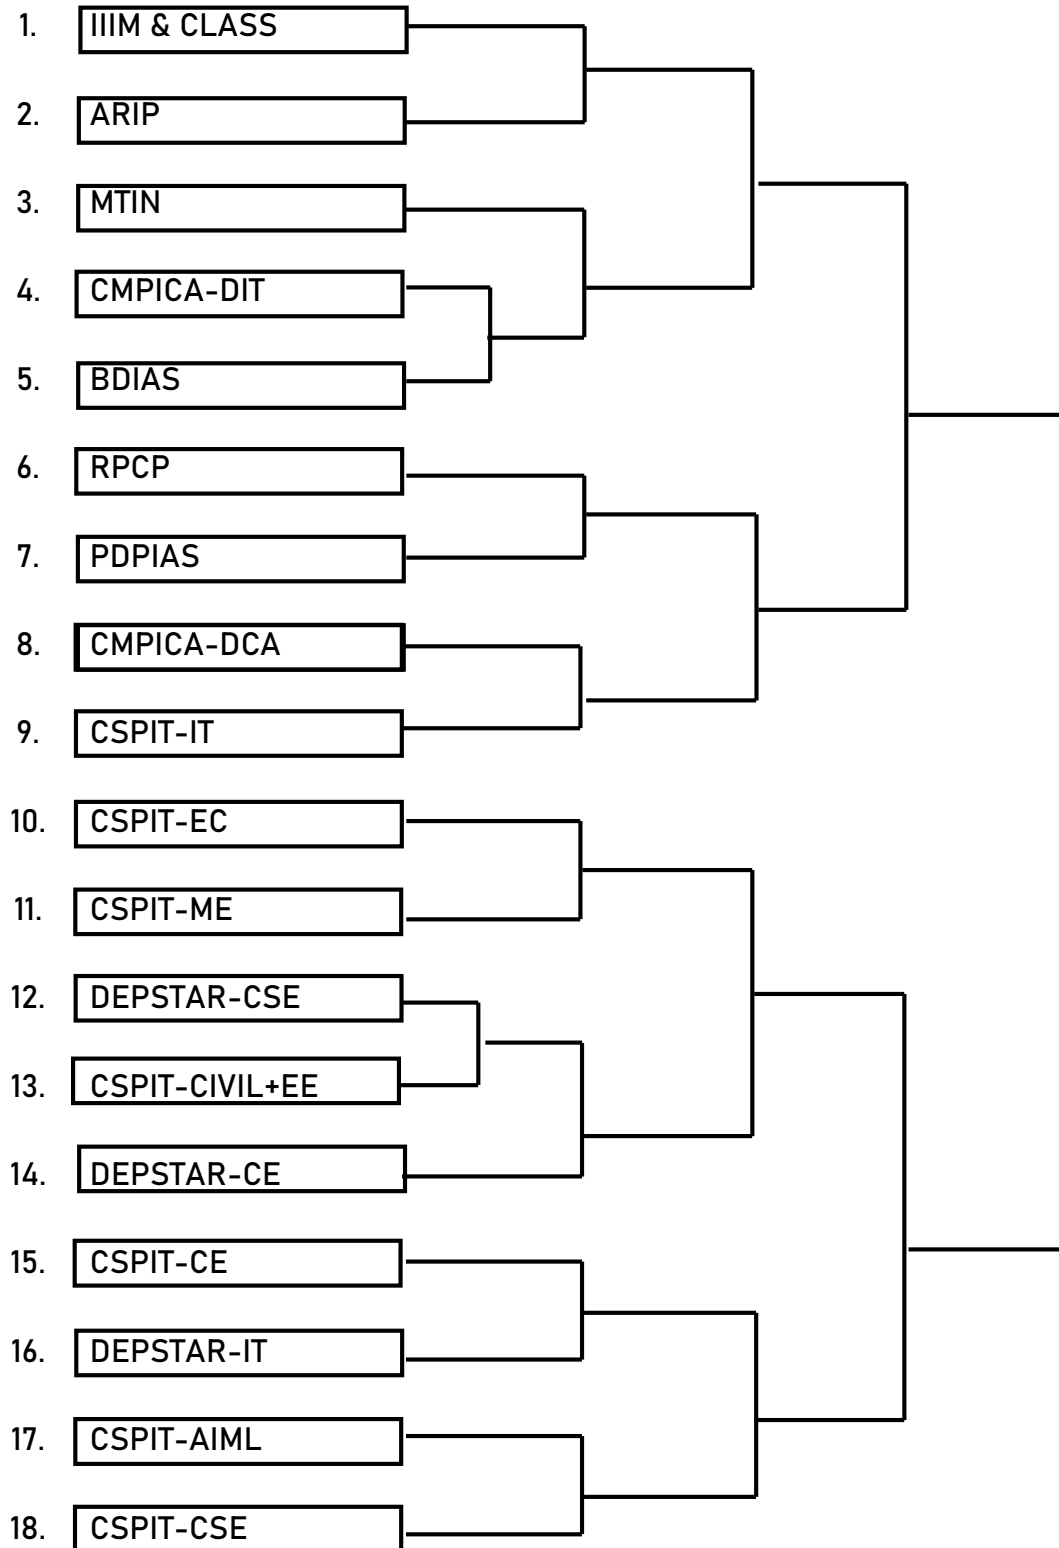 1. IIIM & CLASS
2. ARIP
3. MTIN
4. CMPICA-DIT
5. BDIAS
6. RPCP
7. PDPIAS
8. CMPICA-DCA
9. CSPIT-IT
10. CSPIT-EC
11. CSPIT-ME
12. DEPSTAR-CSE
13. CSPIT-CIVIL+EE
14. DEPSTAR-CE
15. CSPIT-CE
16. DEPSTAR-IT
17. CSPIT-AIML
18. CSPIT-CSE